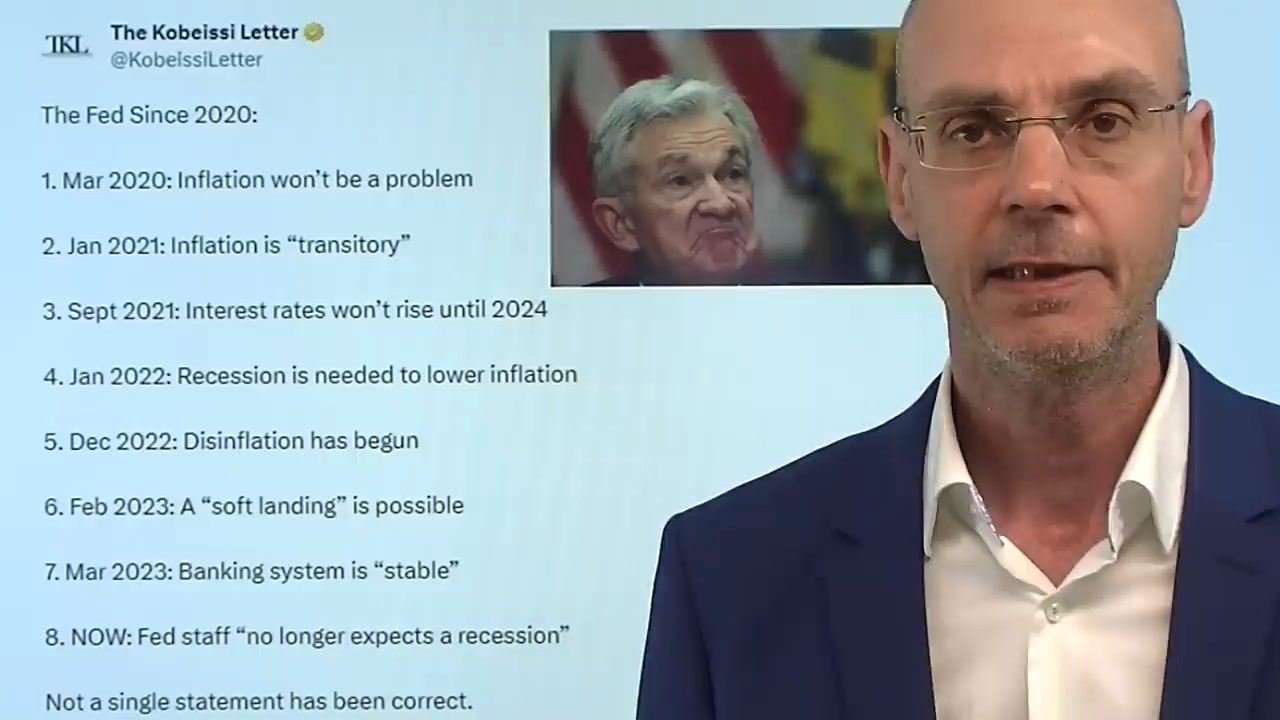 TKL
The Kobeissi Letter
@KobeissiLetter
The Fed Since 2020:
1. Mar 2020: Inflation won’t be a problem
2. Jan 2021: Inflation is “transitory”
3. Sept 2021: Interest rates won’t rise until 2024
4. Jan 2022: Recession is needed to lower inflation
5. Dec 2022: Disinflation has begun
6. Feb 2023: A “soft landing” is possible
7. Mar 2023: Banking system is “stable”
8. NOW: Fed staff “no longer expects a recession”
Not a single statement has been correct.